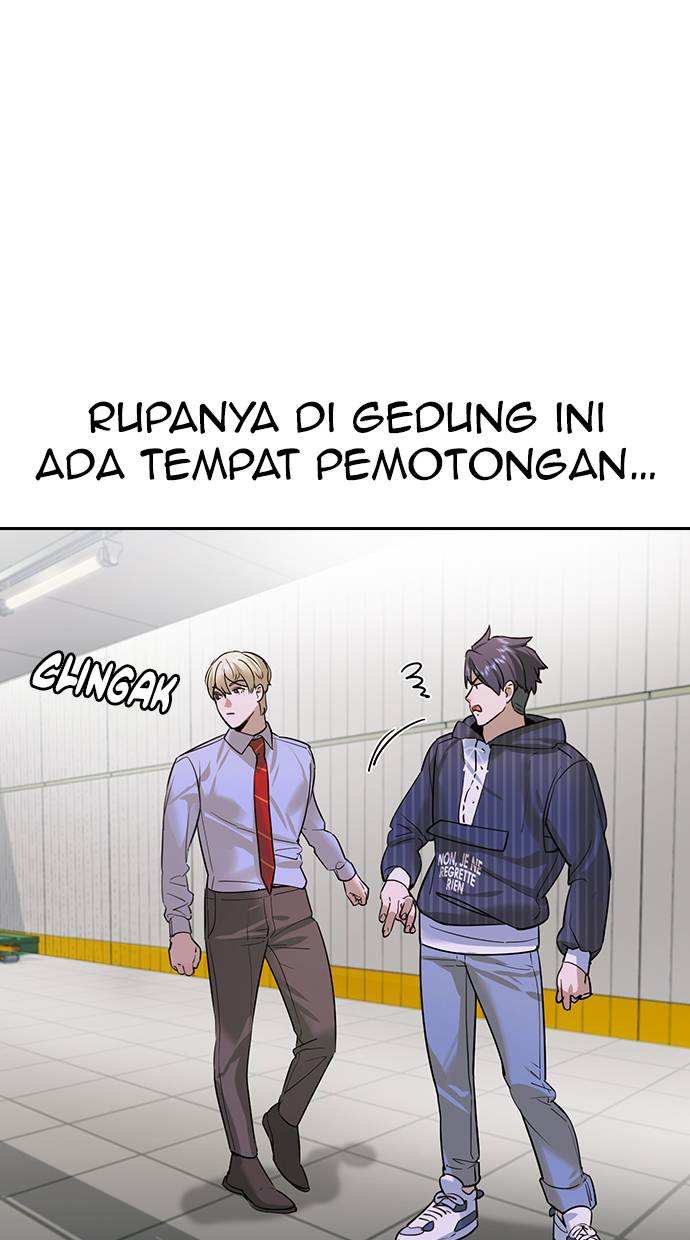 RUPANYA DI GEDUNG INI
ADA TEMPAT PEMOTONGAN...
CLINGAK
NON, JE NE
REGRETTE
RIEN